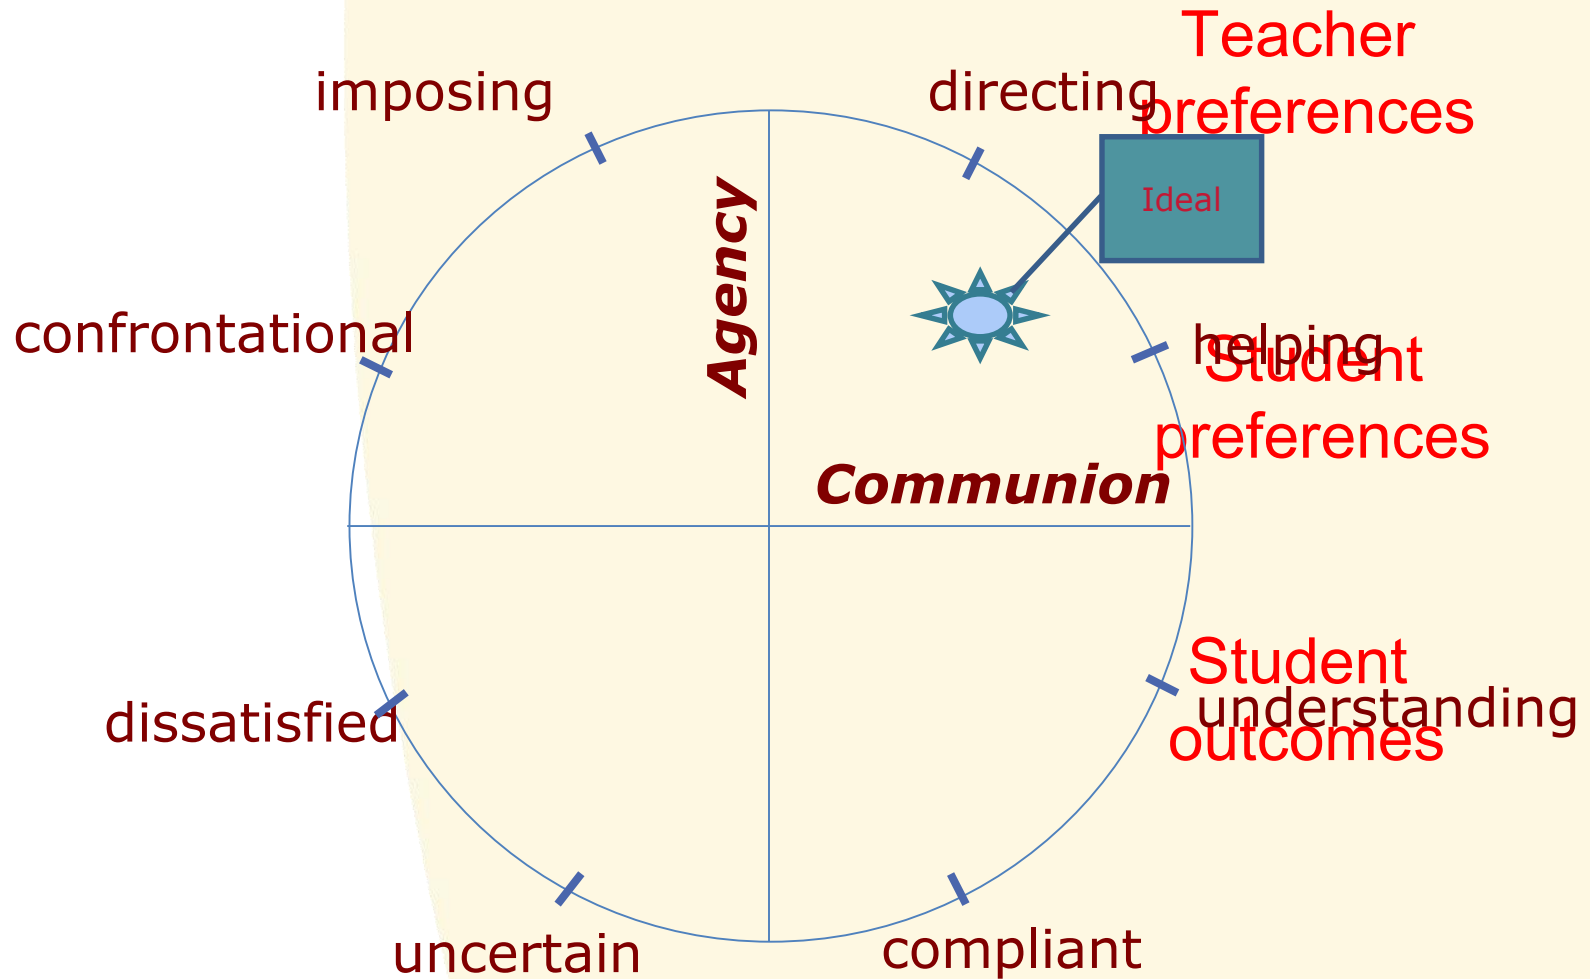 Teacher
preferences
imposing
directing
Ideal
Agency
confrontational
helping
Student
preferences
Communion
Student
outcomes
understanding
dissatisfied
uncertain
compliant